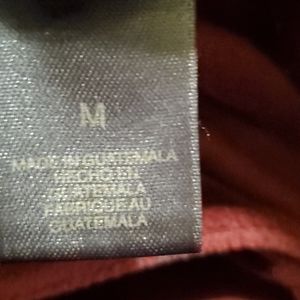 M
MADE IN GUATEMALA
HECHO EN
GUATEMALA
FABRIQUE AU
GUATEMALA